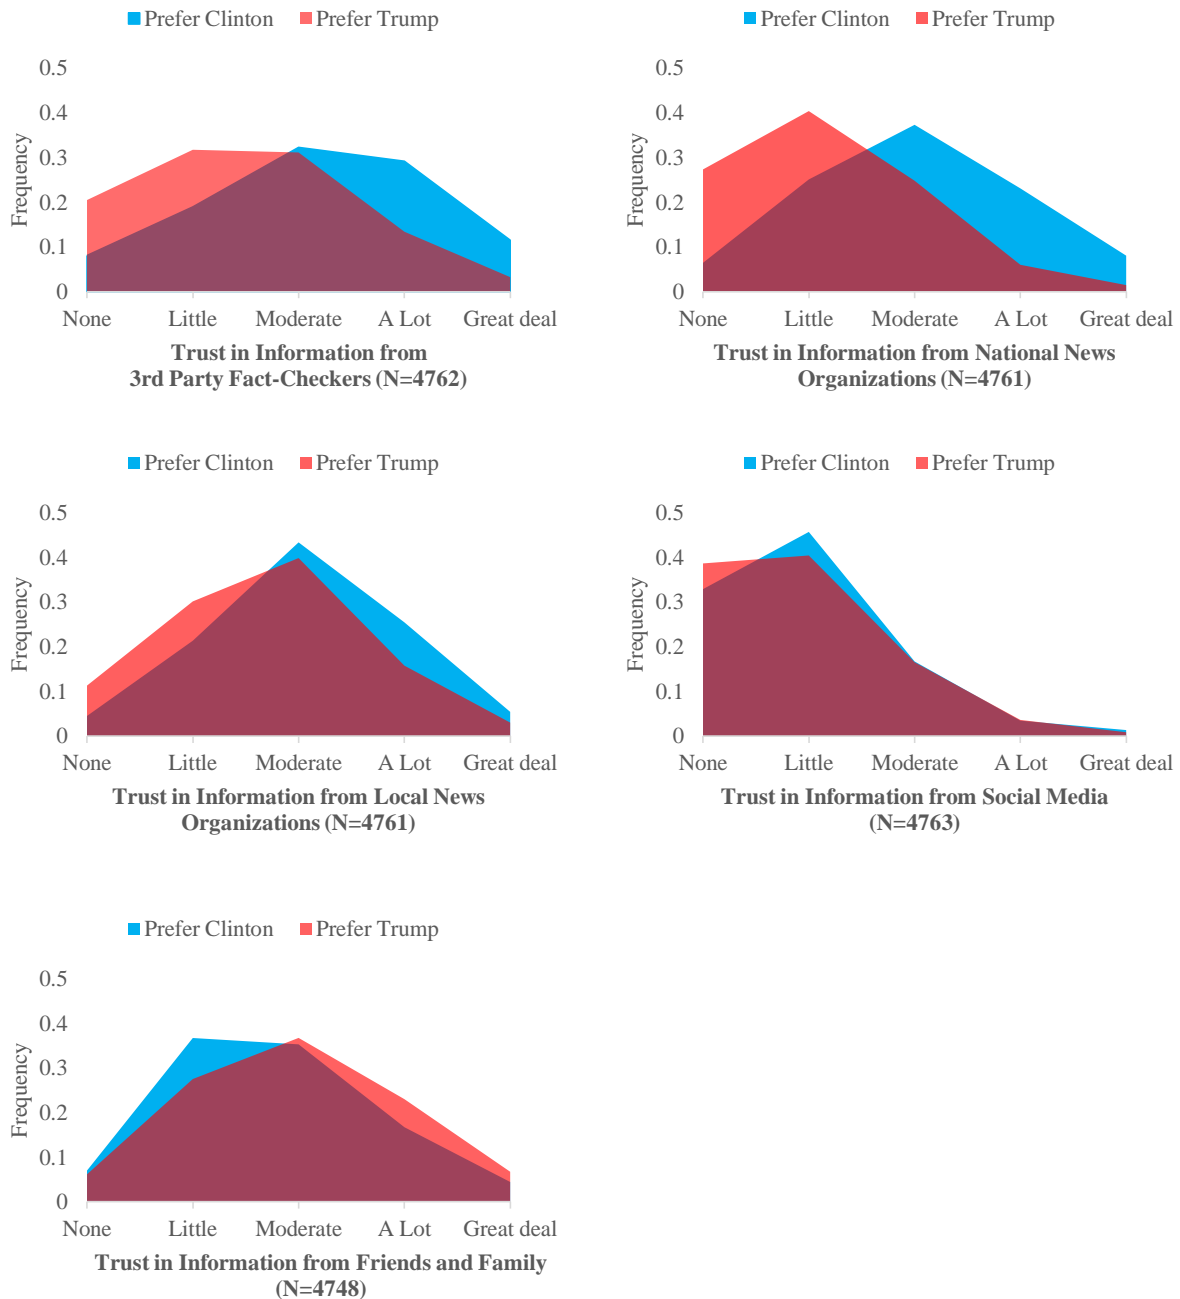 Prefer Clinton Prefer Trump
Frequency
0.5
0.4
0.3
0.2
0.1
0
None Little Moderate A Lot Great deal
Trust in Information from
3rd Party Fact-Checkers (N=4762)
Prefer Clinton Prefer Trump
Frequency
0.5
0.4
0.3
0.2
0.1
0
None Little Moderate A Lot Great deal
Trust in Information from National News
Organizations (N=4761)
Prefer Clinton Prefer Trump
Frequency
0.5
0.4
0.3
0.2
0.1
0
None Little Moderate A Lot Great deal
Trust in Information from Local News
Organizations (N=4761)
Prefer Clinton Prefer Trump
Frequency
0.5
0.4
0.3
0.2
0.1
0
None Little Moderate A Lot Great deal
Trust in Information from Social Media
(N=4763)
Prefer Clinton Prefer Trump
Frequency
0.5
0.4
0.3
0.2
0.1
0
None Little Moderate A Lot Great deal
Trust in Information from Friends and Family
(N=4748)